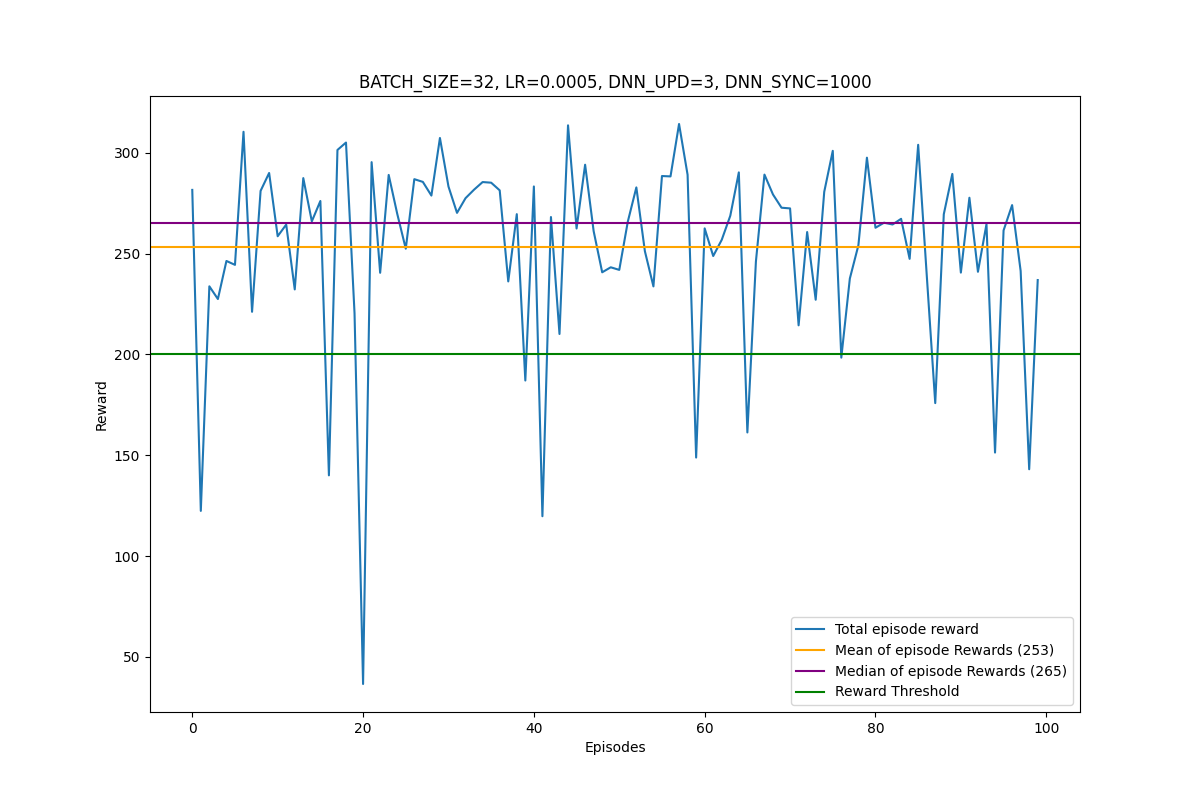 BATCH_SIZE=32, LR=0.0005, DNN_UPD=3, DNN_SYNC=1000
300
250
200
150
100
50
Reward
0
20
40
60
80
100
Episodes
Total episode reward
Mean of episode Rewards (253)
Median of episode Rewards (265)
Reward Threshold